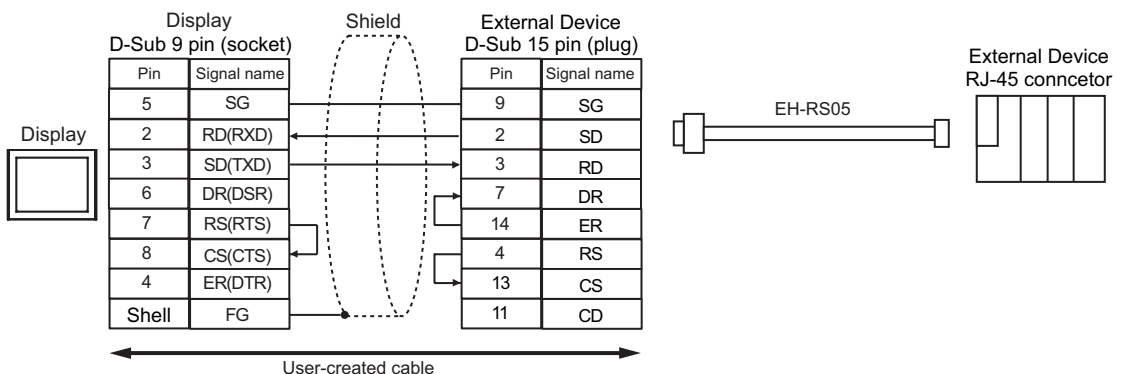 Display
D-Sub 9 pin (socket)
Shield
External Device
D-Sub 15 pin (plug)
Pin Signal name
5 SG
2 RD(RXD)
3 SD(TXD)
6 DR(DSR)
7 RS(RTS)
8 CS(CTS)
4 ER(DTR)
Shell FG
Pin Signal name
9 SG
2 SD
3 RD
7 DR
14 ER
4 RS
13 CS
11 CD
Display
User-created cable
EH-RS05
External Device
RJ-45 conncetor